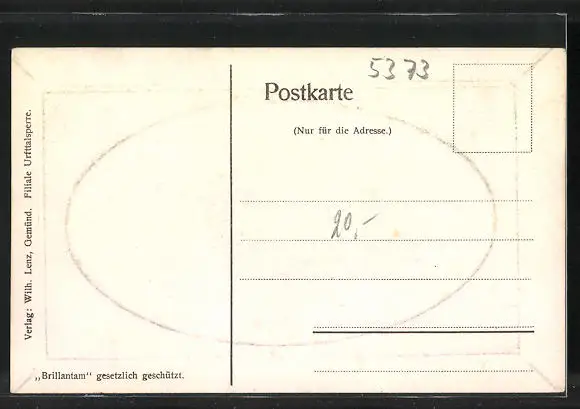 5373
Postkarte
(Nur für die Adresse.)
20,-
Verlag: Wilh. Lenz, Gemünd. Filiale Urfttalsperre.
„Brillantam" gesetzlich geschützt.